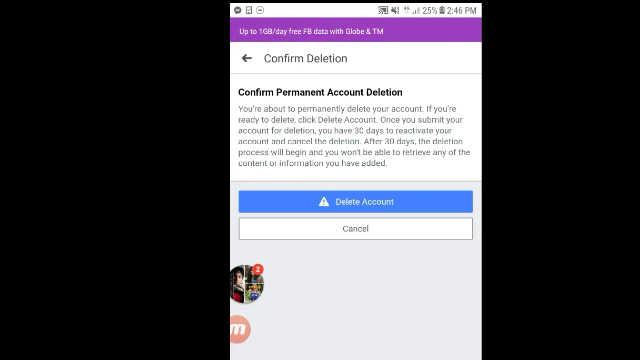 25% 2:46 PM
Up to 1GB/day free FB data with Globe & TM
Confirm Deletion
Confirm Permanent Account Deletion
You're about to permanently delete your account. If you're
ready to delete, click Delete Account. Once you submit your
account for deletion, you have 30 days to reactivate your
account and cancel the deletion. After 30 days, the deletion
process will begin and you won't be able to retrieve any of the
content or information you have added.
Delete Account
Cancel
2